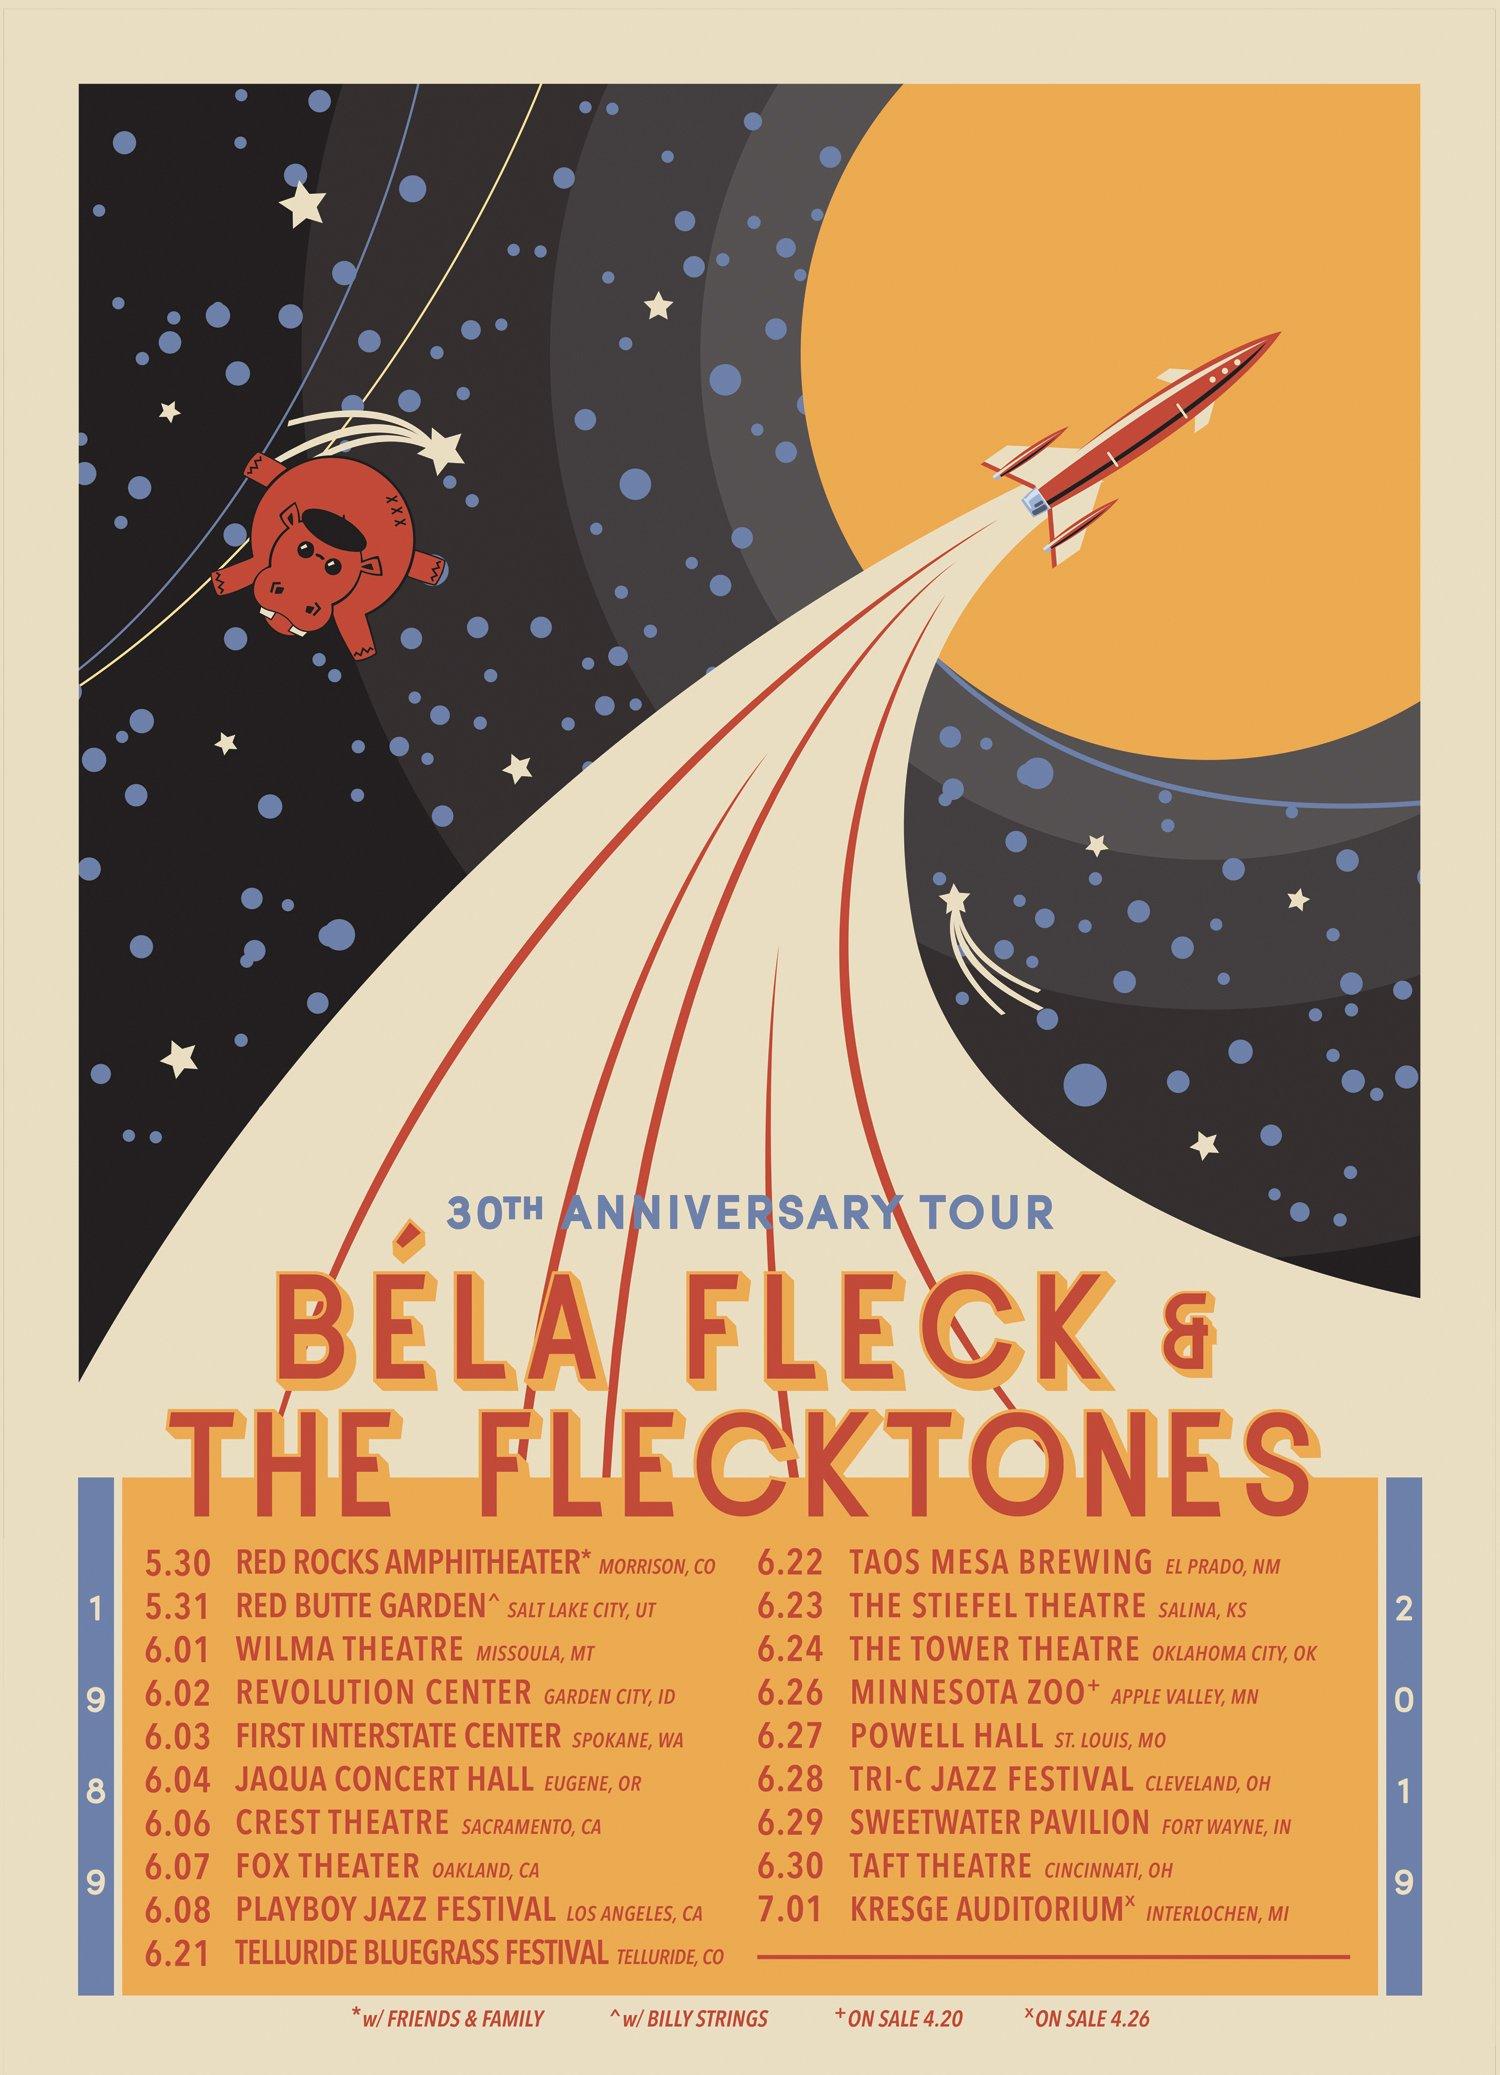 30TH ANNIVERSARY TOUR
BÉLA FLECK &
THE FLECKTONES
1989
2019
5.30 RED ROCKS AMPHITHEATER* MORRISON, CO
5.31 RED BUTTE GARDEN^ SALT LAKE CITY, UT
6.01 WILMA THEATRE MISSOULA, MT
6.02 REVOLUTION CENTER GARDEN CITY, ID
6.03 FIRST INTERSTATE CENTER SPOKANE, WA
6.04 JAQUA CONCERT HALL EUGENE, OR
6.06 CREST THEATRE SACRAMENTO, CA
6.07 FOX THEATER OAKLAND, CA
6.08 PLAYBOY JAZZ FESTIVAL LOS ANGELES, CA
6.21 TELLURIDE BLUEGRASS FESTIVAL TELLURIDE, CO
6.22 TAOS MESA BREWING EL PRADO, NM
6.23 THE STIEFEL THEATRE SALINA, KS
6.24 THE TOWER THEATRE OKLAHOMA CITY, OK
6.26 MINNESOTA ZOO+ APPLE VALLEY, MN
6.27 POWELL HALL ST. LOUIS, MO
6.28 TRI-C JAZZ FESTIVAL CLEVELAND, OH
6.29 SWEETWATER PAVILION FORT WAYNE, IN
6.30 TAFT THEATRE CINCINNATI, OH
7.01 KRESGE AUDITORIUMx INTERLOCHEN, MI
*w/ FRIENDS & FAMILY ^w/ BILLY STRINGS +ON SALE 4.20 xON SALE 4.26